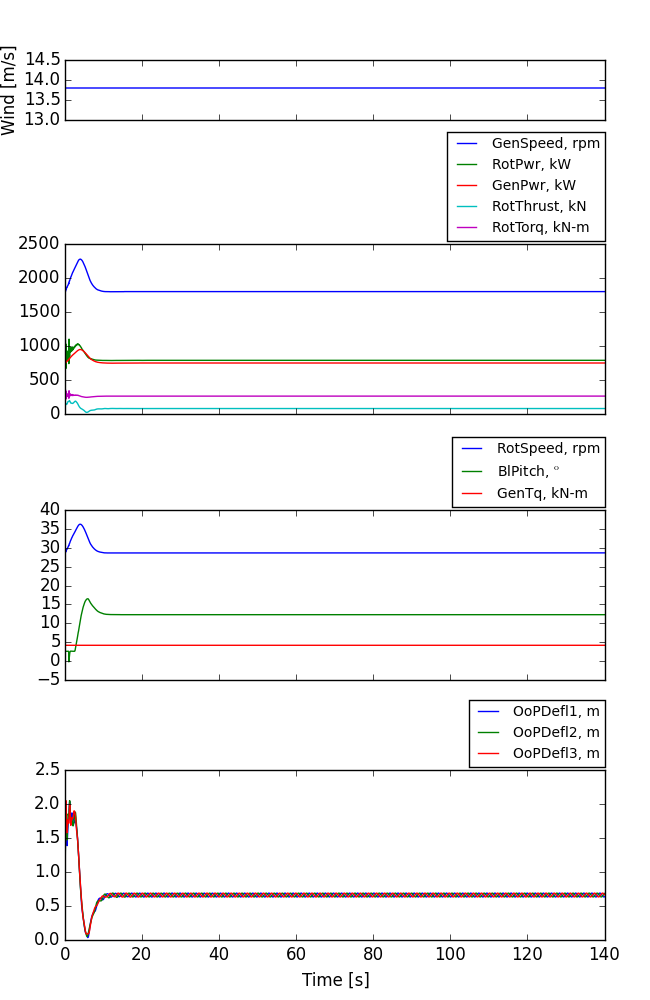 Wind [m/s]
14.5
14.0
13.5
13.0
GenSpeed, rpm
RotPwr, kW
GenPwr, kW
RotThrust, kN
RotTorq, kN-m
2500
2000
1500
1000
500
0
RotSpeed, rpm
BlPitch, °
GenTq, kN-m
40
35
30
25
20
15
10
5
0
−5
OoPDefl1, m
OoPDefl2, m
OoPDefl3, m
2.5
2.0
1.5
1.0
0.5
0.0
0 20 40 60 80 100 120 140
Time [s]